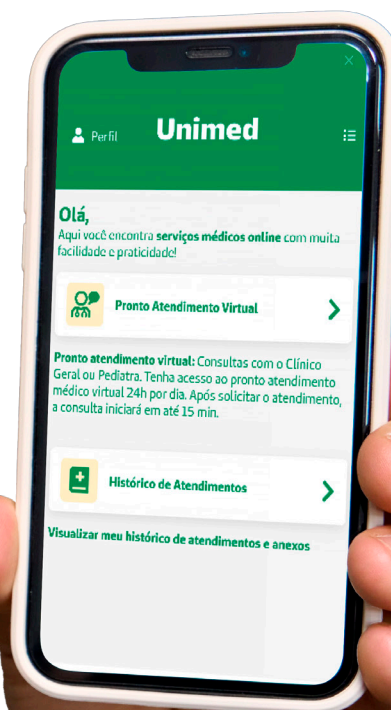 Perfil
Unimed
Olá,
Aqui você encontra serviços médicos online com muita
facilidade e praticidade!
Pronto Atendimento Virtual
Pronto atendimento virtual: Consultas com o Clínico
Geral ou Pediatra. Tenha acesso ao pronto atendimento
médico virtual 24h por dia. Após solicitar o atendimento,
a consulta iniciará em até 15 min.
Histórico de Atendimentos
Visualizar meu histórico de atendimentos e anexos